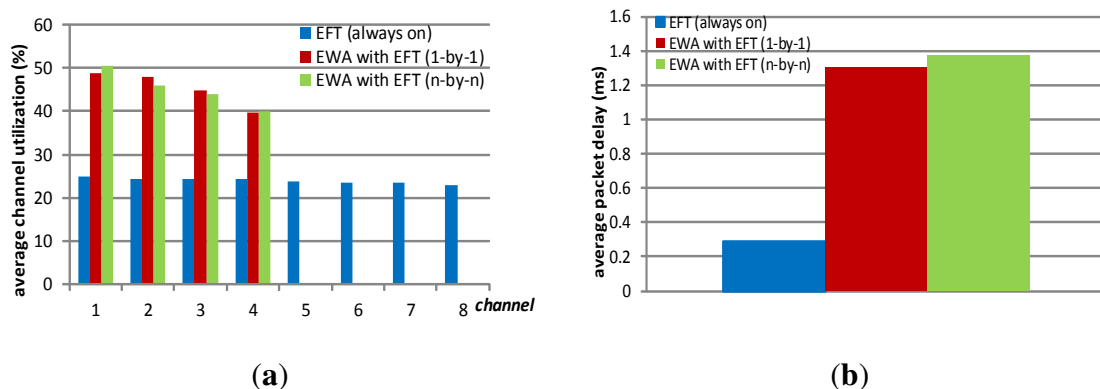 average channel utilization (%)
60
50
40
30
20
10
0
EFT (always on)
EWA with EFT (1-by-1)
EWA with EFT (n-by-n)
1 2 3 4 5 6 7 8 channel
(a)
average packet delay (ms)
1.6
1.4
1.2
1
0.8
0.6
0.4
0.2
0
EFT (always on)
EWA with EFT (1-by-1)
EWA with EFT (n-by-n)
(b)